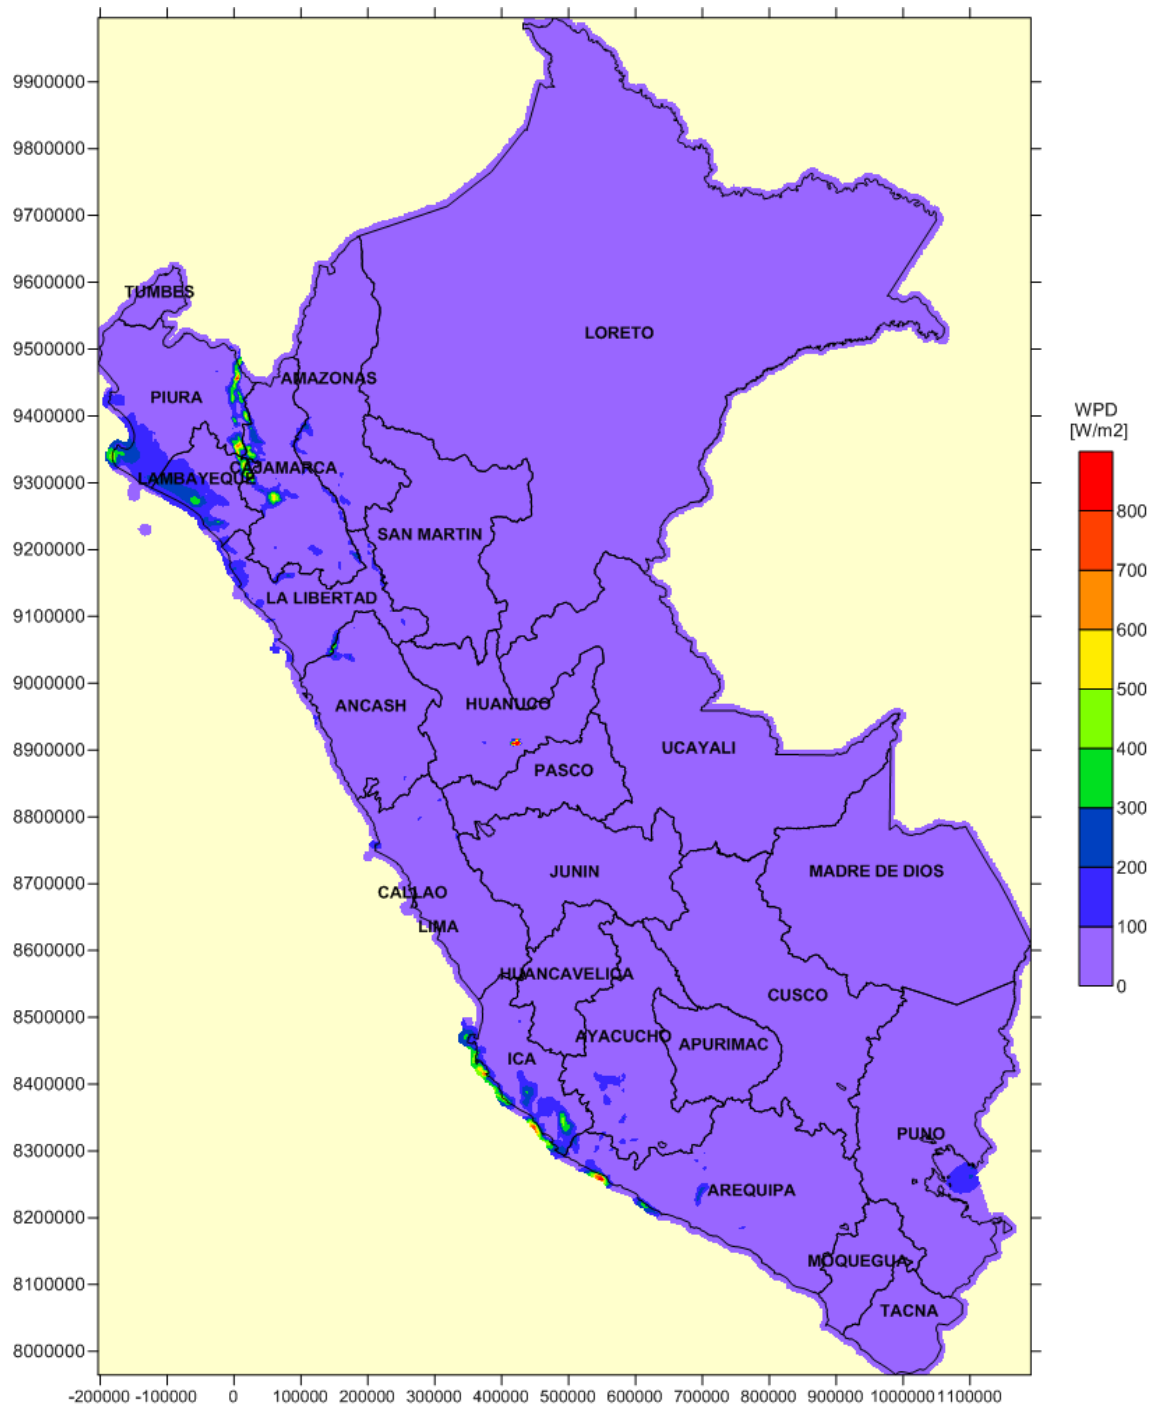 9900000
9800000
9700000
9600000
9500000
9400000
9300000
9200000
9100000
9000000
8900000
8800000
8700000
8600000
8500000
8400000
8300000
8200000
8100000
8000000
TUMBES
LORETO
AMAZONAS
PIURA
CAJAMARCA
LAMBAYEQUE
SAN MARTIN
LA LIBERTAD
ANCASH
HUANUCO
UCAYALI
PASCO
JUNIN
MADRE DE DIOS
CALLAO
LIMA
HUANCAVELICA
CUSCO
AYACUCHO
APURIMAC
ICA
PUNO
AREQUIPA
MOQUEGUA
TACNA
WPD
[W/m2]
800
700
600
500
400
300
200
100
0
-200000 -100000 0 100000 200000 300000 400000 500000 600000 700000 800000 900000 1000000 1100000